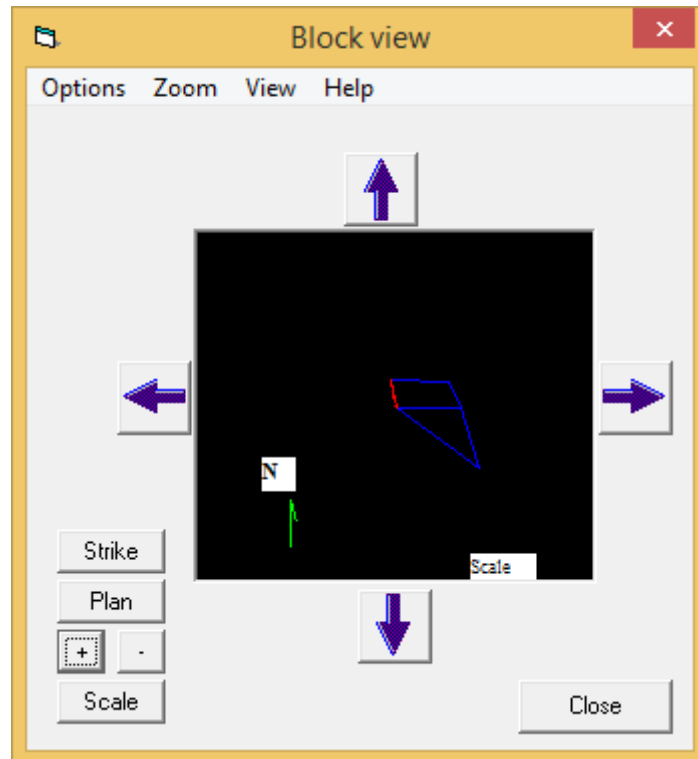 Block view
Options Zoom View Help
N
Scale
Strike
Plan
+ -
Scale
Close